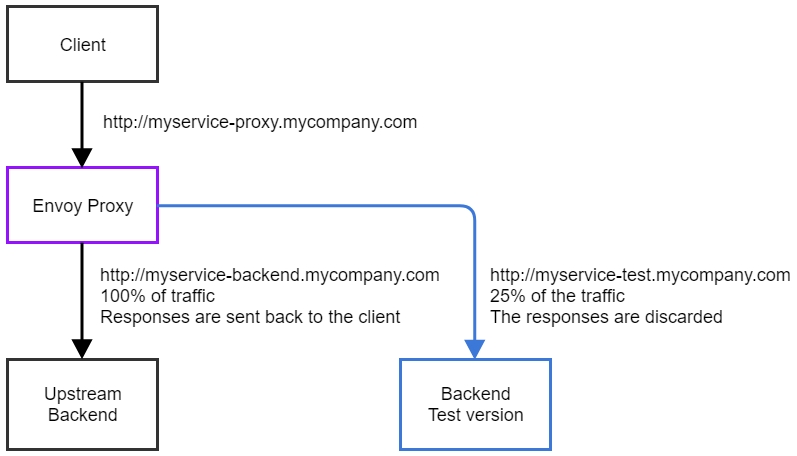 Client
http://myservice-proxy.mycompany.com
Envoy Proxy
http://myservice-backend.mycompany.com
100% of traffic
Responses are sent back to the client
http://myservice-test.mycompany.com
25% of the traffic
The responses are discarded
Upstream
Backend
Backend
Test version